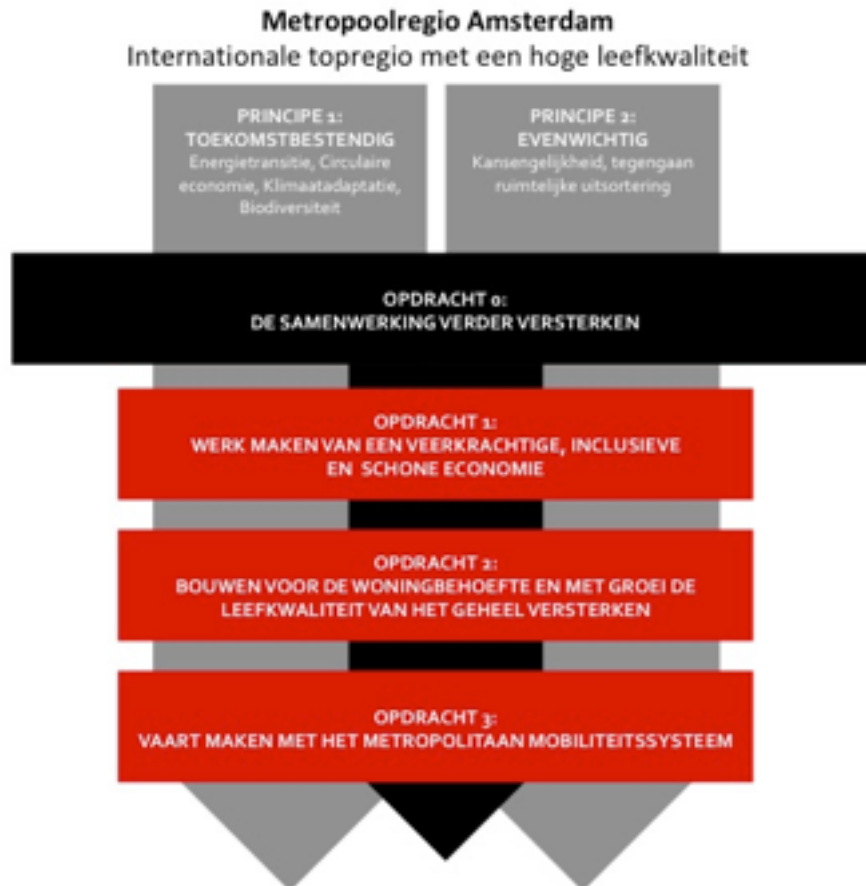 Metropoolregio Amsterdam
Internationale topregio met een hoge leefkwaliteit
PRINCIPE 1:
TOEKOMSTBESTENDIG
Energietransitie, Circulaire
economie, Klimaatadaptatie,
Biodiversiteit
PRINCIPE 2:
EVENWICHTIG
Kansengelijkheid, tegengaan
ruimtelijke uitsortering
OPDRACHT 0:
DE SAMENWERKING VERDER VERSTERKEN
OPDRACHT 1:
WERK MAKEN VAN EEN VEERKRACHTIGE, INCLUSIEVE
EN SCHONE ECONOMIE
OPDRACHT 2:
BOUWEN VOOR DE WONINGBEHOEFTE EN MET GROEI DE
LEEFKWALITEIT VAN HET GEHEEL VERSTERKEN
OPDRACHT 3:
VAART MAKEN MET HET METROPOLITAAN MOBILITEITSSYSTEEM